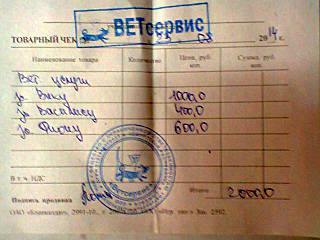 ВЕТсервис
ТОВАРНЫЙ ЧЕК
2014 г.
Наименование товара Количество Цена, руб. коп. Сумма, руб. коп.
Вет услуги
за Вику 1000,0
за Василису 400,0
за Фиону 600,0
В т. ч. НДС
Подпись продавца Итого 2000,0
«Ветсервис»